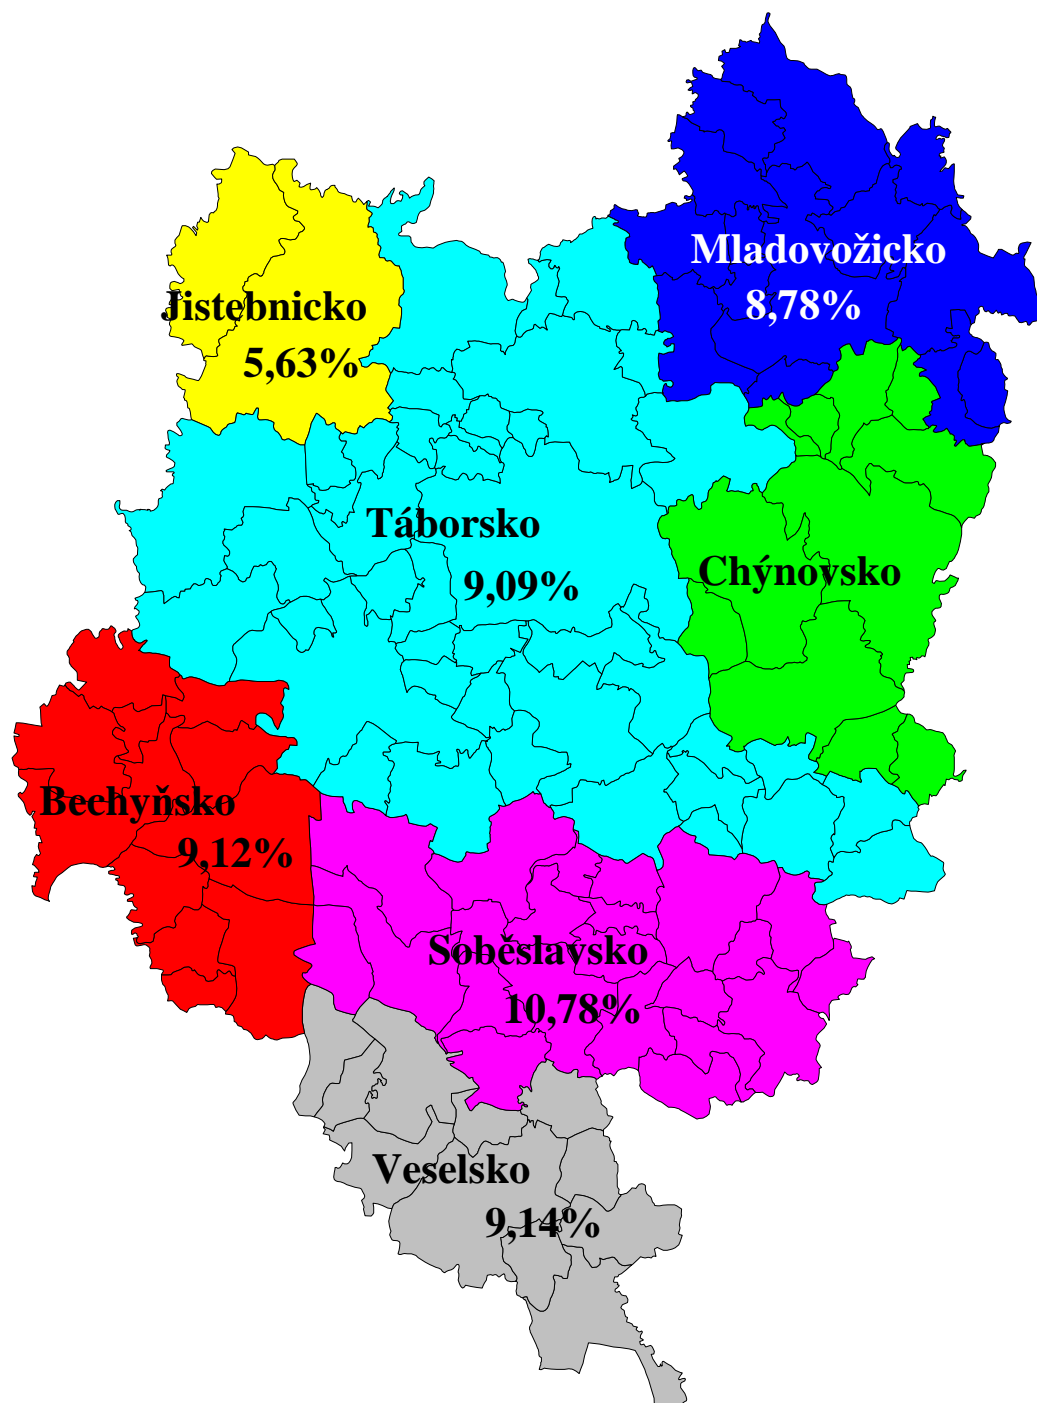 Mladovožicko
8,78%
Jistebnicko
5,63%
Táborsko
9,09%
Chýnovsko
Bechyňsko
9,12%
Soběslavsko
10,78%
Veselsko
9,14%